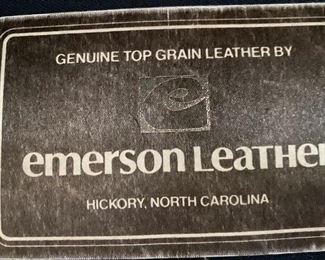 GENUINE TOP GRAIN LEATHER BY
e
emerson LeaTHe
HICKORY, NORTH CAROLINA